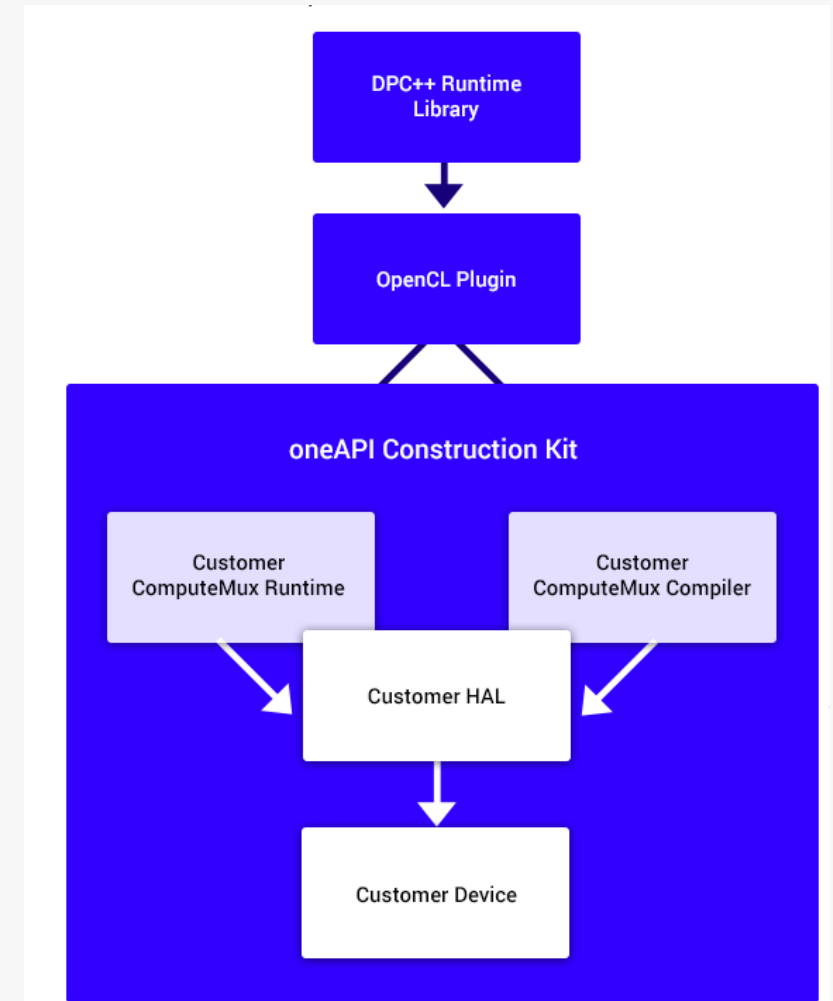 DPC++ Runtime
Library
OpenCL Plugin
oneAPI Construction Kit
Customer
ComputeMux Runtime
Customer
ComputeMux Compiler
Customer HAL
Customer Device